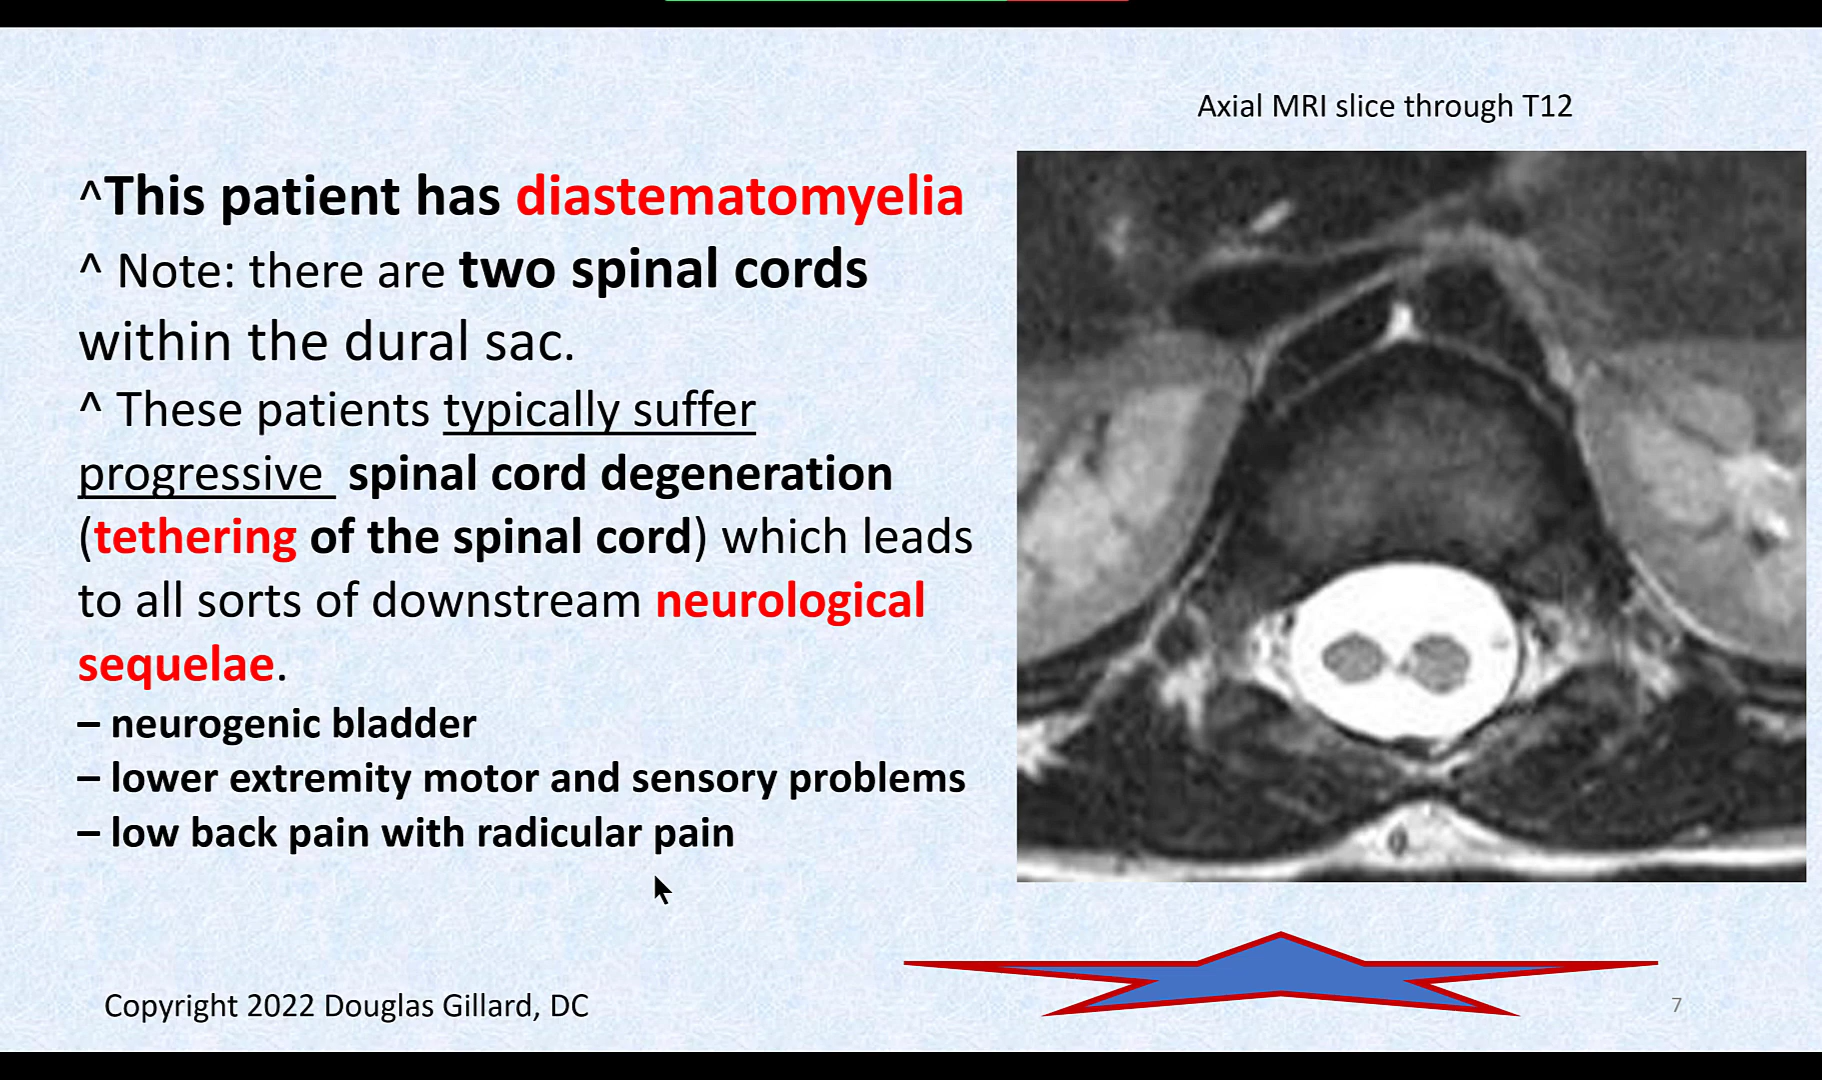 Axial MRI slice through T12
^This patient has diastematomyelia
^ Note: there are two spinal cords
within the dural sac.
^ These patients typically suffer
progressive spinal cord degeneration
(tethering of the spinal cord) which leads
to all sorts of downstream neurological
sequelae.
– neurogenic bladder
– lower extremity motor and sensory problems
– low back pain with radicular pain
Copyright 2022 Douglas Gillard, DC
7